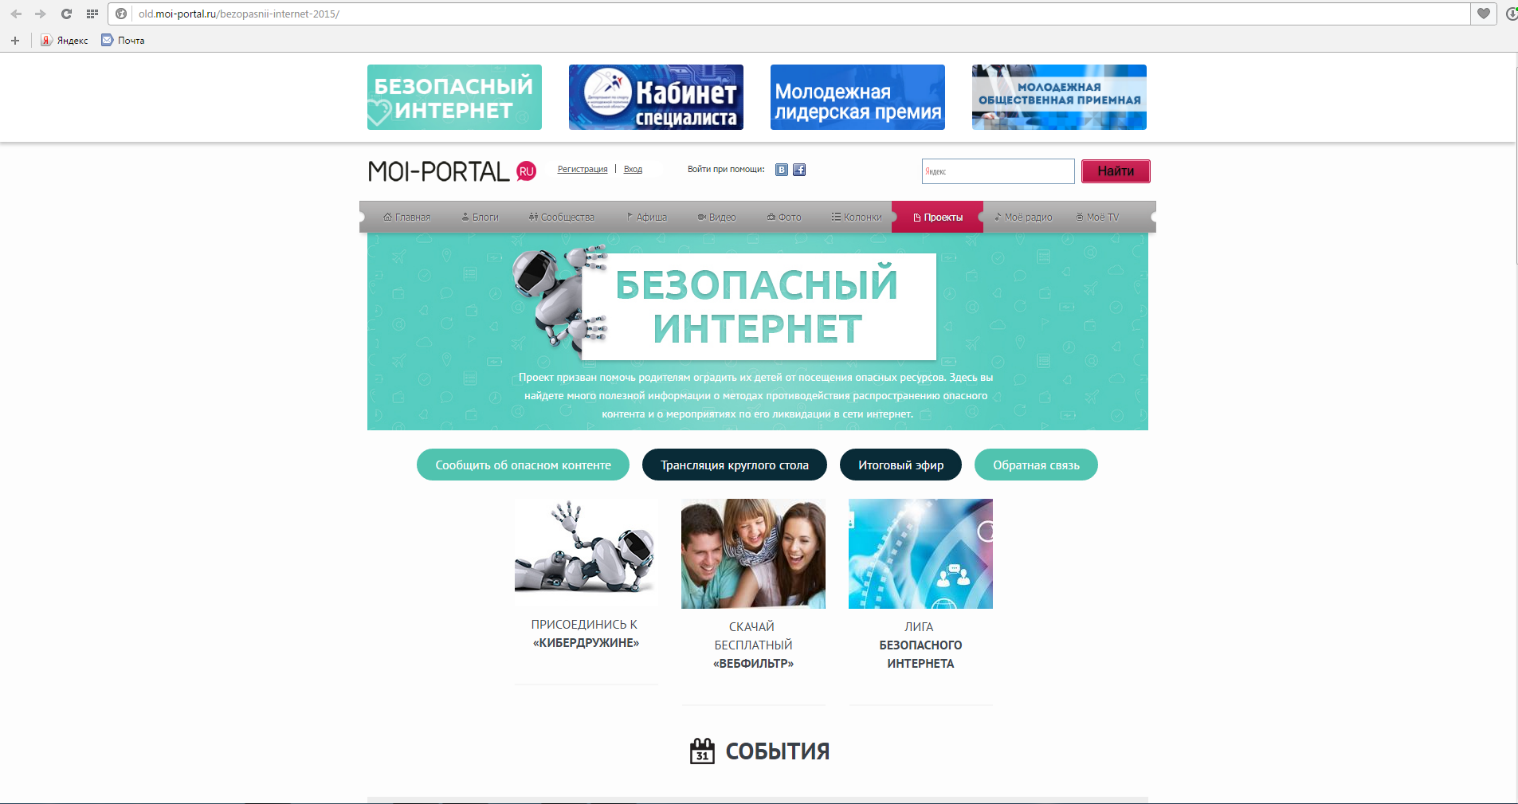 old.moi-portal.ru/bezopasnii-internet-2015/
Яндекс
Почта
БЕЗОПАСНЫЙ
ИНТЕРНЕТ
Кабинет
специалиста
Молодежная
лидерская премия
МОЛОДЕЖНАЯ
ОБЩЕСТВЕННАЯ ПРИЕМНАЯ
MOI-PORTAL RU
Регистрация | Вход
Войти при помощи:
Яндекс
Найти
Главная
Блоги
Сообщества
Афиша
Видео
Фото
Колонки
Проекты
Моё радио
Моё TV
БЕЗОПАСНЫЙ
ИНТЕРНЕТ
Проект призван помочь родителям оградить их детей от посещения опасных ресурсов. Здесь вы
найдете много полезной информации о методах противодействия распространению опасного
контента и о мероприятиях по его ликвидации в сети интернет.
Сообщить об опасном контенте
Трансляция круглого стола
Итоговый эфир
Обратная связь
ПРИСОЕДИНИСЬ К
«КИБЕРДРУЖИНЕ»
СКАЧАЙ
БЕСПЛАТНЫЙ
«ВЕБФИЛЬТР»
ЛИГА
БЕЗОПАСНОГО
ИНТЕРНЕТА
31 СОБЫТИЯ